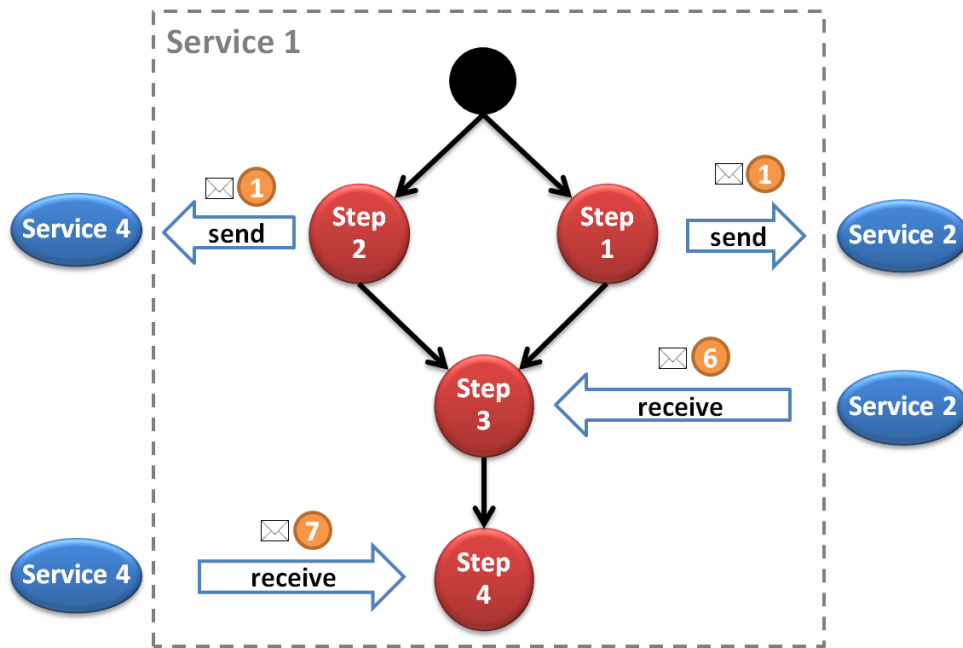 Service 1
1
1
Service 4
send
Step
2
Step
1
send
Service 2
6
Step
3
receive
Service 2
7
Service 4
receive
Step
4